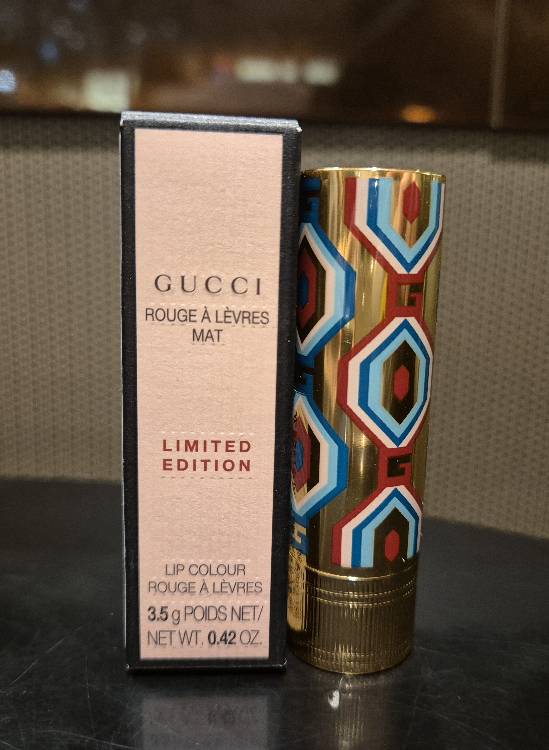 GUCCI
ROUGE À LÈVRES
MAT
LIMITED
EDITION
LIP COLOUR
ROUGE À LÈVRES
3.5 g POIDS NET/
NET WT. 0.42 OZ.
G
G